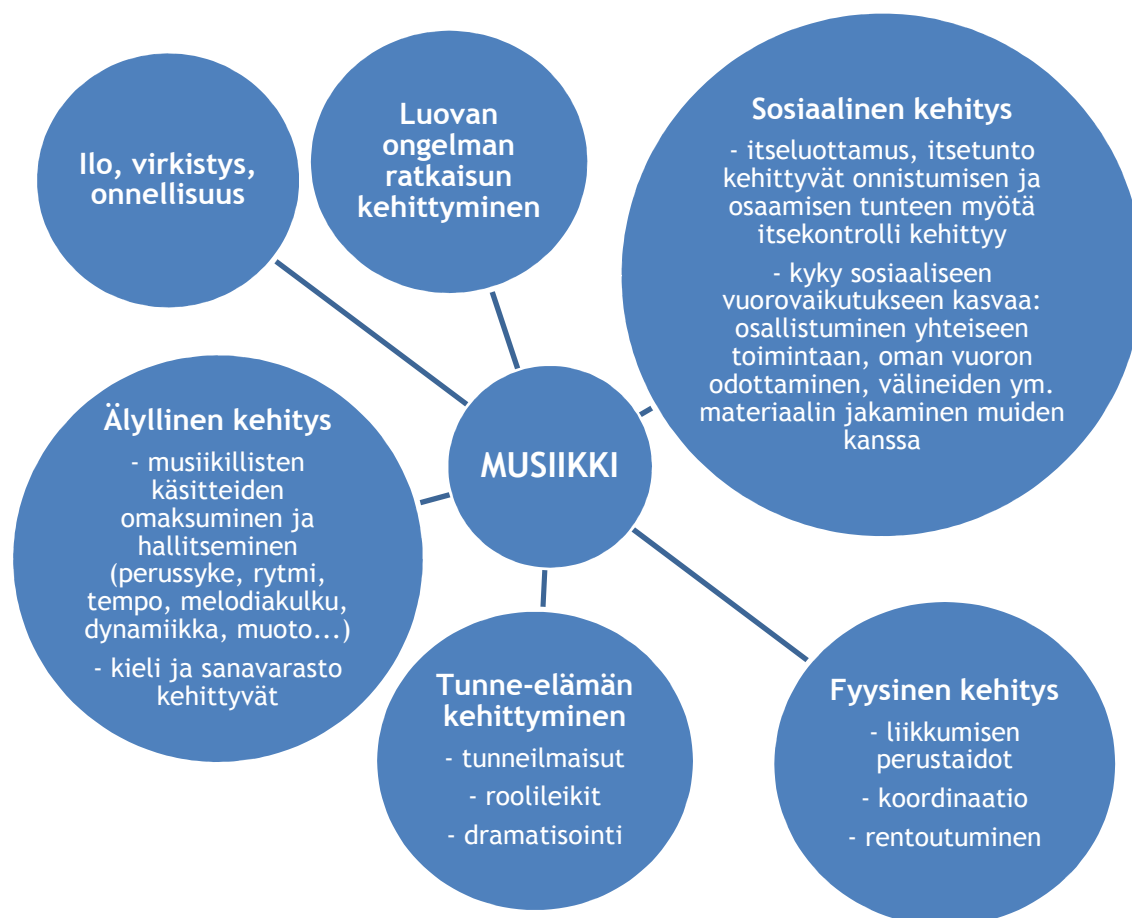 Ilo, virkistys,
onnellisuus
Luovan
ongelman
ratkaisun
kehittyminen
Sosiaalinen kehitys
- itseluottamus, itsetunto
kehittyvät onnistumisen ja
osaamisen tunteen myötä
itsekontrolli kehittyy
- kyky sosiaaliseen
vuorovaikutukseen kasvaa:
osallistuminen yhteiseen
toimintaan, oman vuoron
odottaminen, välineiden ym.
materiaalin jakaminen muiden
kanssa
MUSIIKKI
Älyllinen kehitys
- musiikillisten
käsitteiden
omaksuminen ja
hallitseminen
(perussyke, rytmi,
tempo, melodiakulku,
dynamiikka, muoto...)
- kieli ja sanavarasto
kehittyvät
Tunne-elämän
kehittyminen
- tunneilmaisut
- roolileikit
- dramatisointi
Fyysinen kehitys
- liikkumisen
perustaidot
- koordinaatio
- rentoutuminen